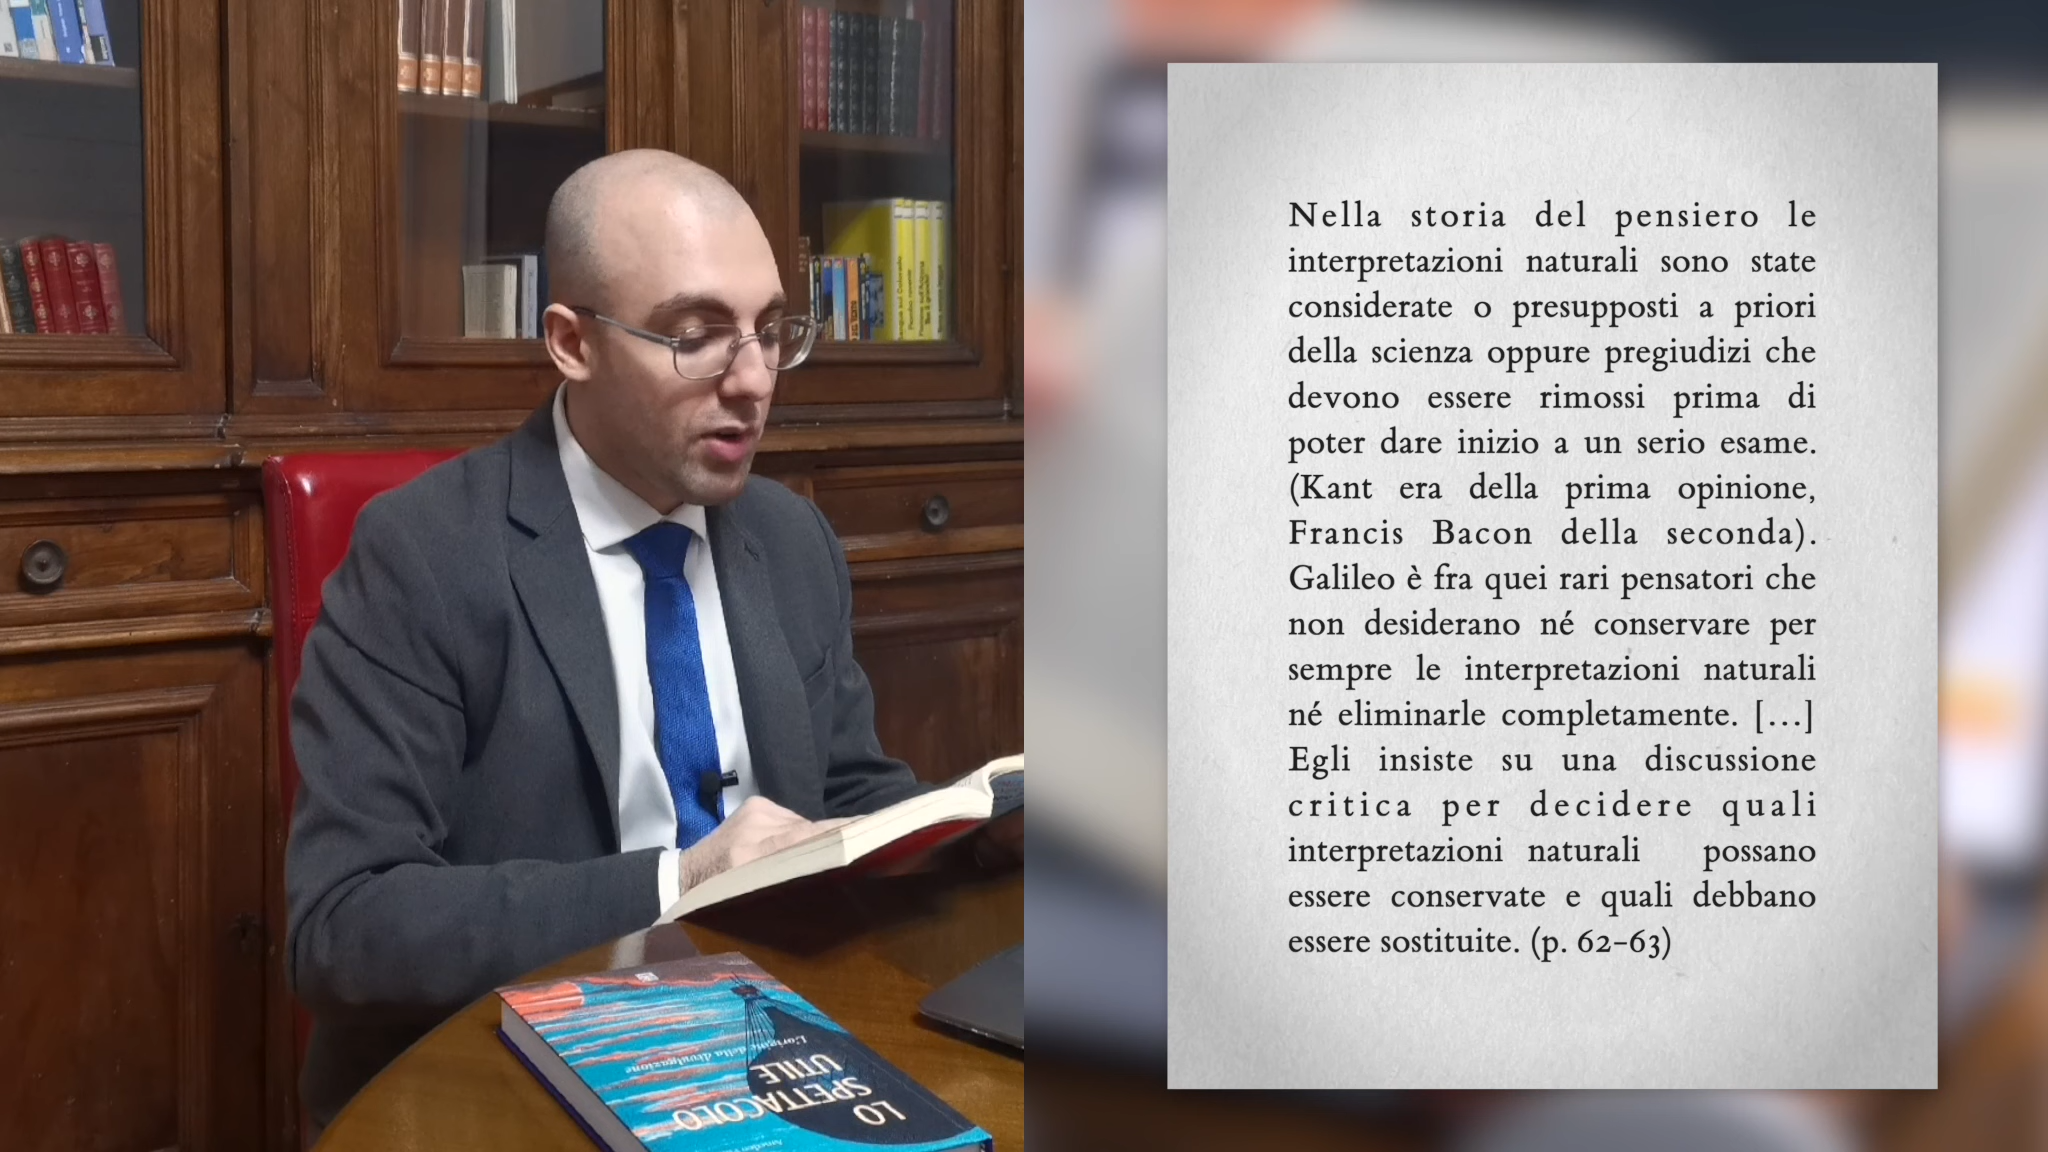 Nella storia del pensiero le
interpretazioni naturali sono state
considerate o presupposti a priori
della scienza oppure pregiudizi che
devono essere rimossi prima di
poter dare inizio a un serio esame.
(Kant era della prima opinione,
Francis Bacon della seconda).
Galileo è fra quei rari pensatori che
non desiderano né conservare per
sempre le interpretazioni naturali
né eliminarle completamente. [...]
Egli insiste su una discussione
critica per decidere quali
interpretazioni naturali possano
essere conservate e quali debbano
essere sostituite. (p. 62-63)
LO
SPETTACOLO
UTILE
L'origine della divulgazione